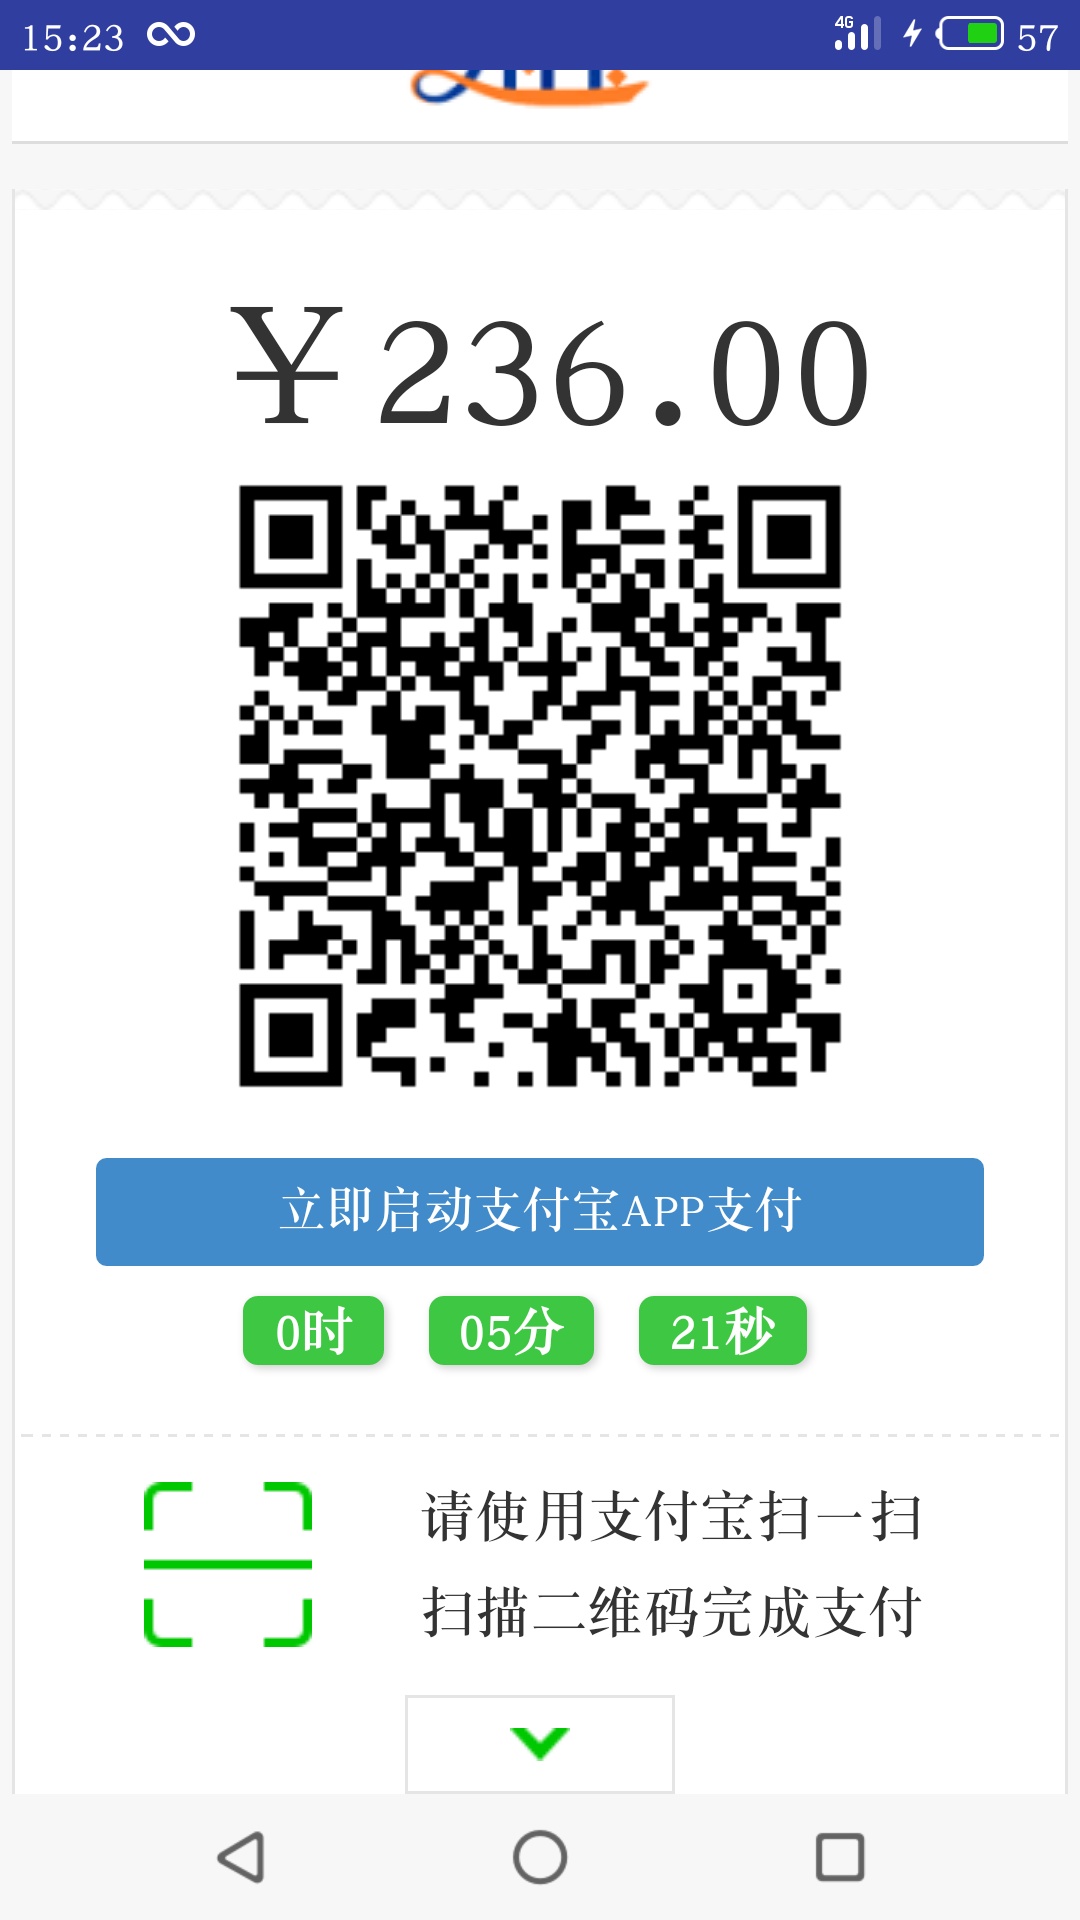 15:23
4G
57
￥236.00
立即启动支付宝APP支付
0时 05分 21秒
请使用支付宝扫一扫
扫描二维码完成支付